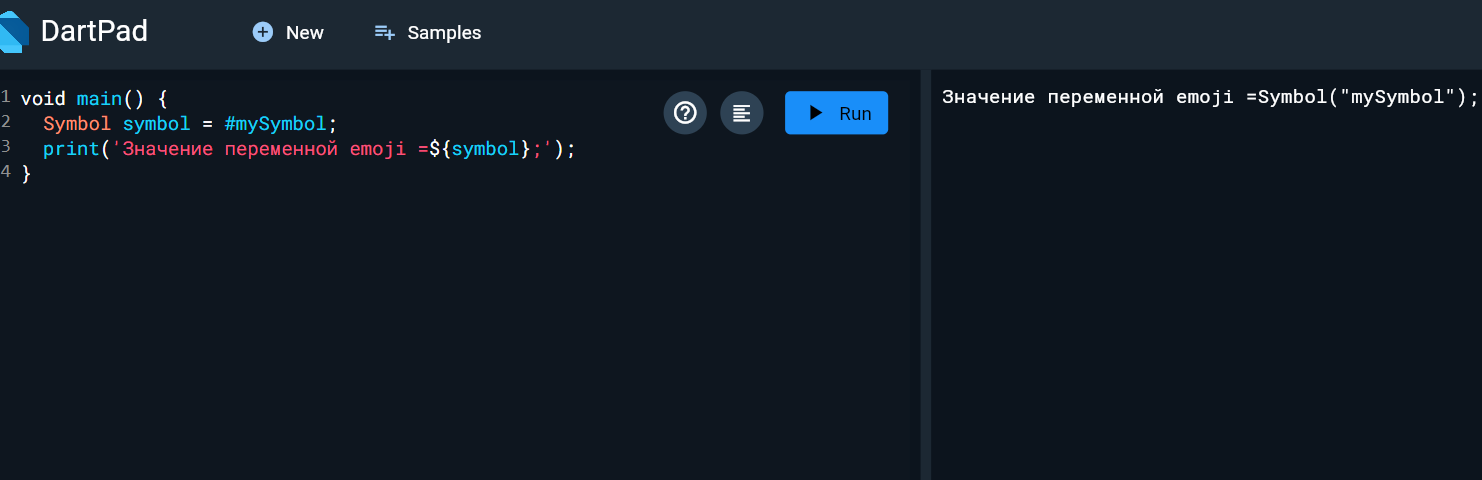 DartPad New Samples
1 void main() {
2 Symbol symbol = #mySymbol;
3 print('Значение переменной emoji =${symbol};');
4 }
Run
Значение переменной emoji =Symbol("mySymbol");